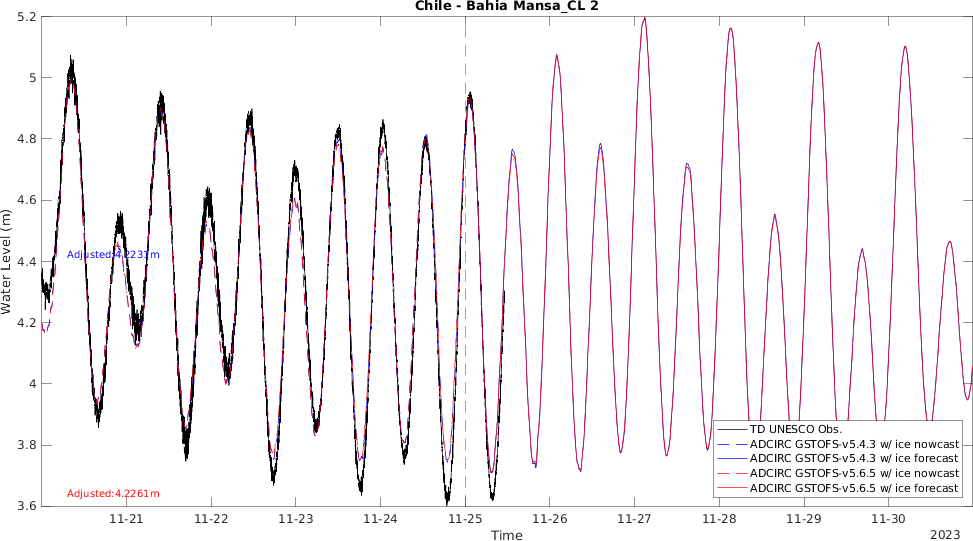 Chile - Bahia Mansa_CL 2
5.2
5
4.8
4.6
4.4
4.2
4
3.8
3.6
Water Level (m)
Adjusted:4.2231m
Adjusted:4.2261m
TD UNESCO Obs.
ADCIRC GSTOFS-v5.4.3 w/ ice nowcast
ADCIRC GSTOFS-v5.4.3 w/ ice forecast
ADCIRC GSTOFS-v5.6.5 w/ ice nowcast
ADCIRC GSTOFS-v5.6.5 w/ ice forecast
11-21 11-22 11-23 11-24 11-25 11-26 11-27 11-28 11-29 11-30
Time
2023